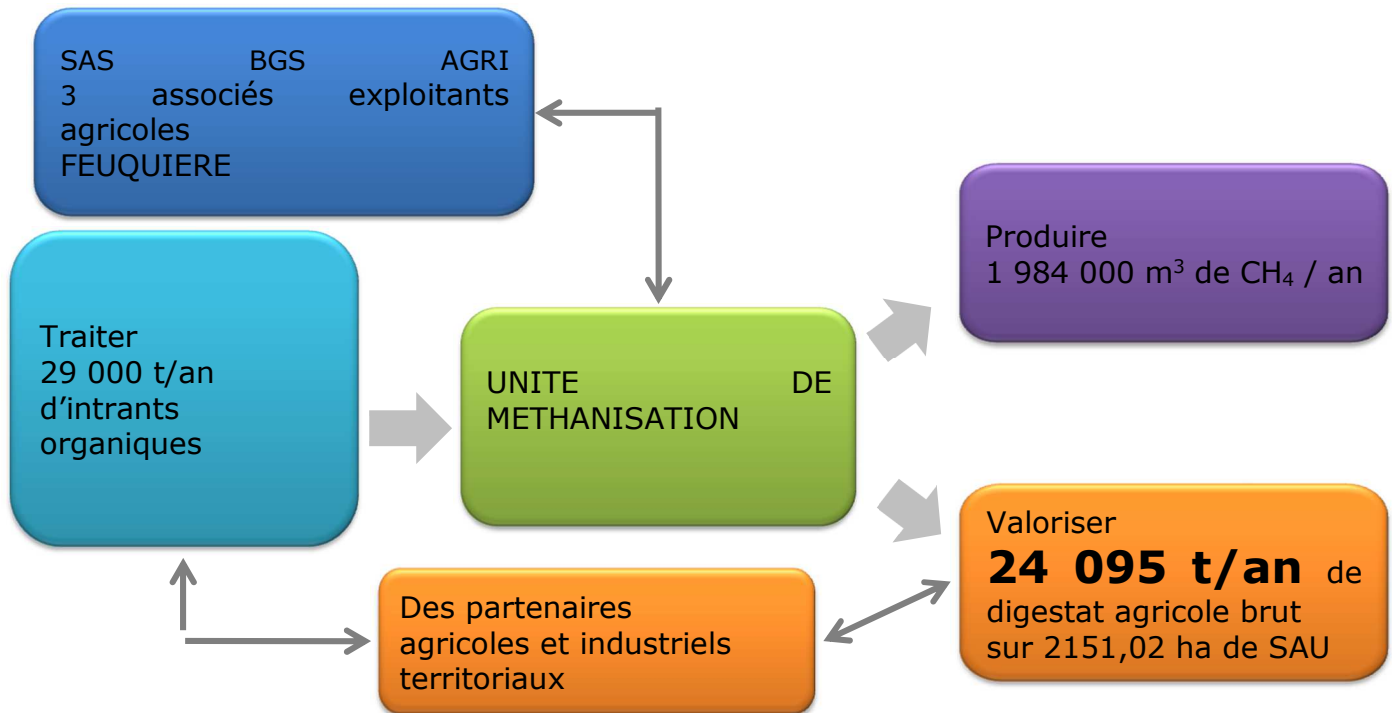 SAS BGS AGRI
3 associés exploitants
agricoles
FEUQUIERE
Produire
1 984 000 m³ de CH₄ / an
Traiter
29 000 t/an
d’intrants
organiques
UNITE DE
METHANISATION
Valoriser
24 095 t/an de
digestat agricole brut
sur 2151,02 ha de SAU
Des partenaires
agricoles et industriels
territoriaux